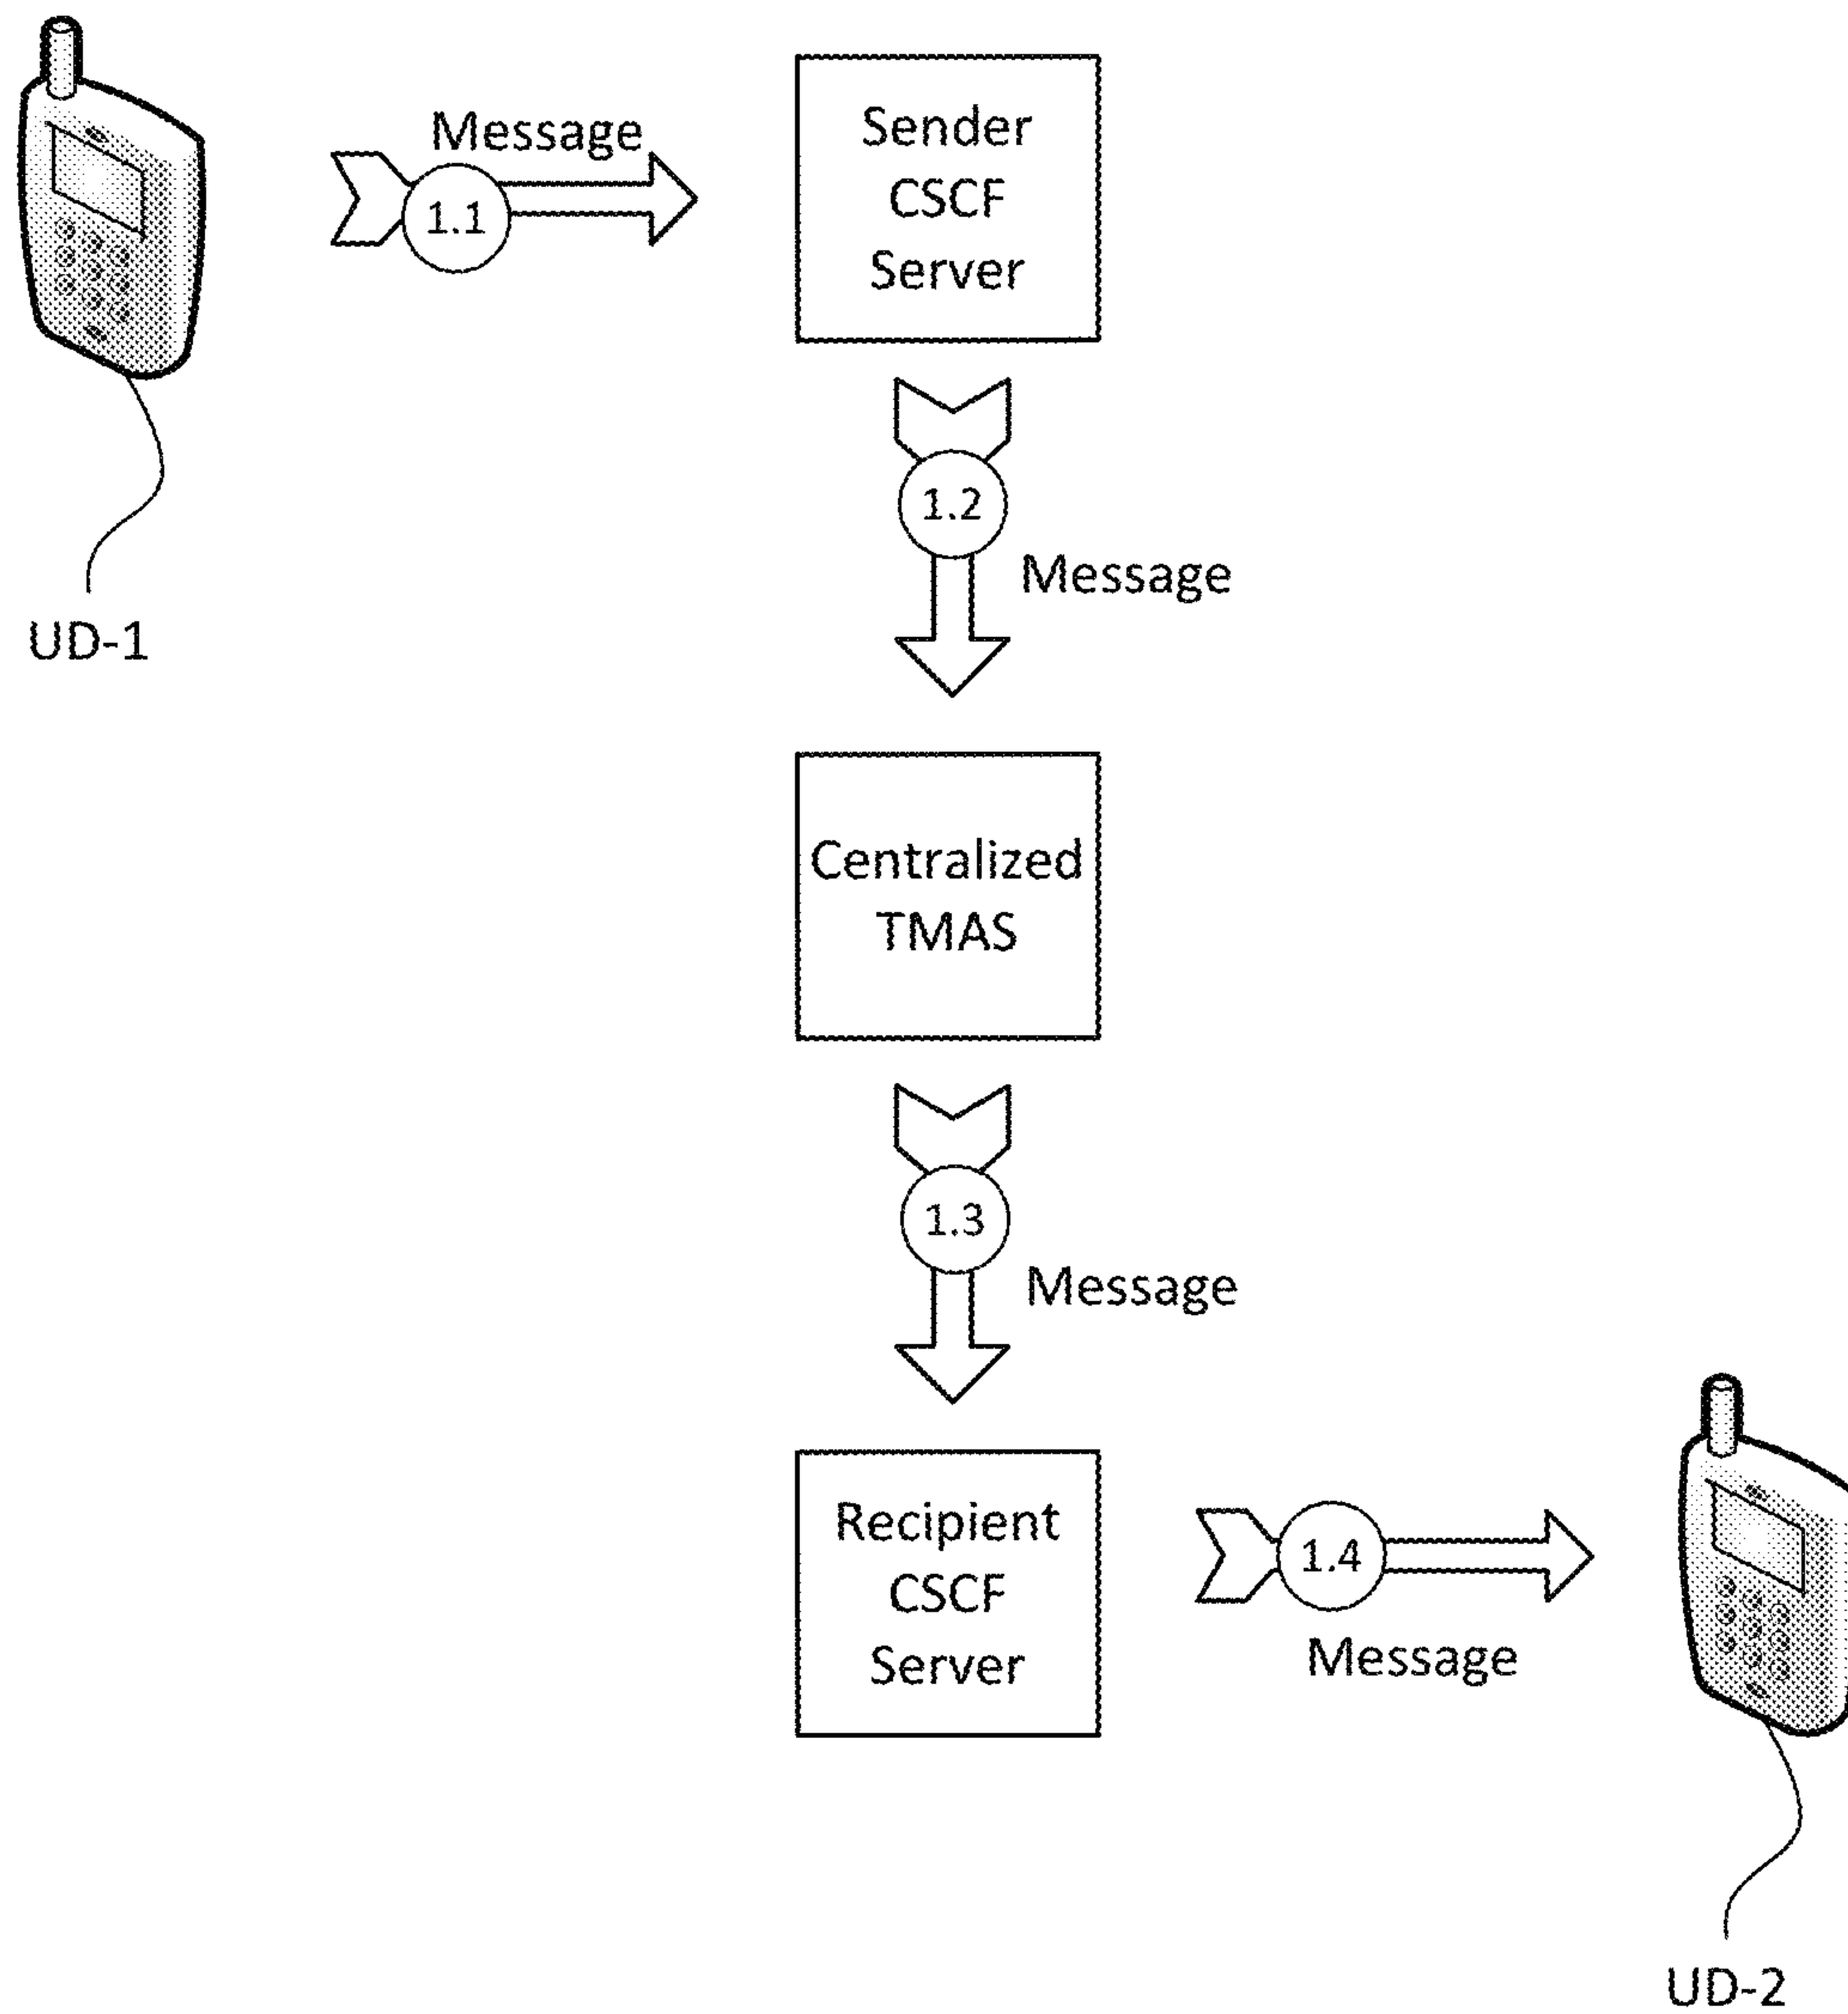 Message
1.1
Sender
CSCF
Server
1.2
Message
UD-1
Centralized
TMAS
1.3
Message
Recipient
CSCF
Server
1.4
Message
UD-2